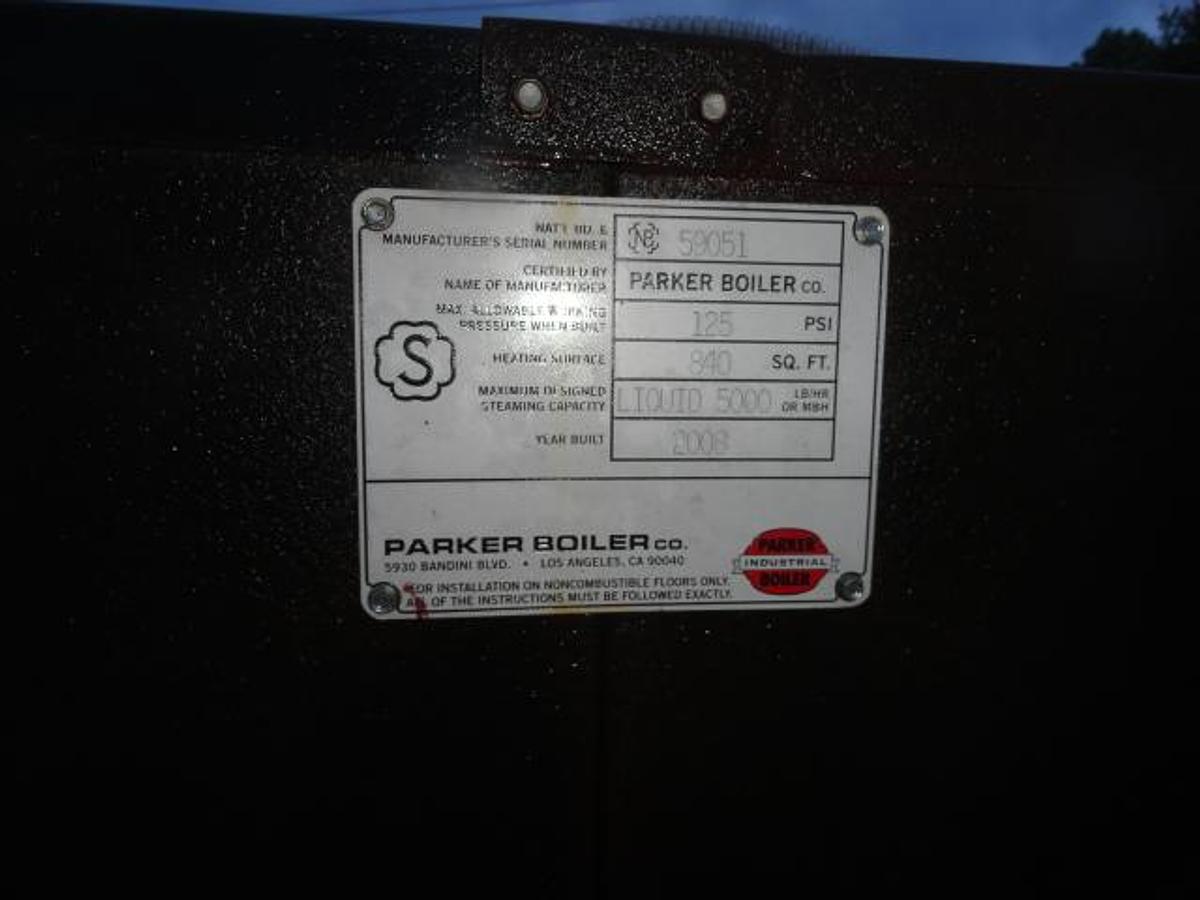 NAT'L BD. &
MANUFACTURER'S SERIAL NUMBER
NB 59051
CERTIFIED BY
NAME OF MANUFACTURER
PARKER BOILER CO.
MAX. ALLOWABLE WORKING
PRESSURE WHEN BUILT
125 PSI
S
HEATING SURFACE
840 SQ. FT.
MAXIMUM DESIGNED
STEAMING CAPACITY
LIQUID 5000 LB/HR
OR MBH
YEAR BUILT
2008
PARKER BOILER CO.
5930 BANDINI BLVD. • LOS ANGELES, CA 90040
FOR INSTALLATION ON NONCOMBUSTIBLE FLOORS ONLY.
ALL OF THE INSTRUCTIONS MUST BE FOLLOWED EXACTLY.
PARKER
INDUSTRIAL
BOILER